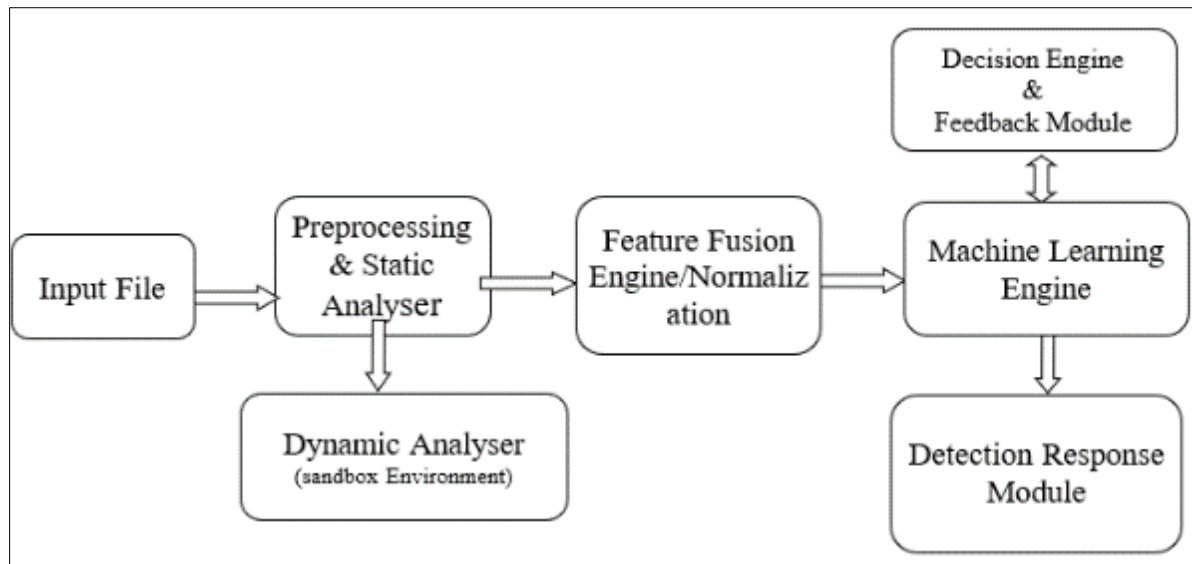 Input File
Preprocessing
& Static
Analyser
Dynamic Analyser
(sandbox Environment)
Feature Fusion
Engine/Normaliz
ation
Decision Engine
&
Feedback Module
Machine Learning
Engine
Detection Response
Module